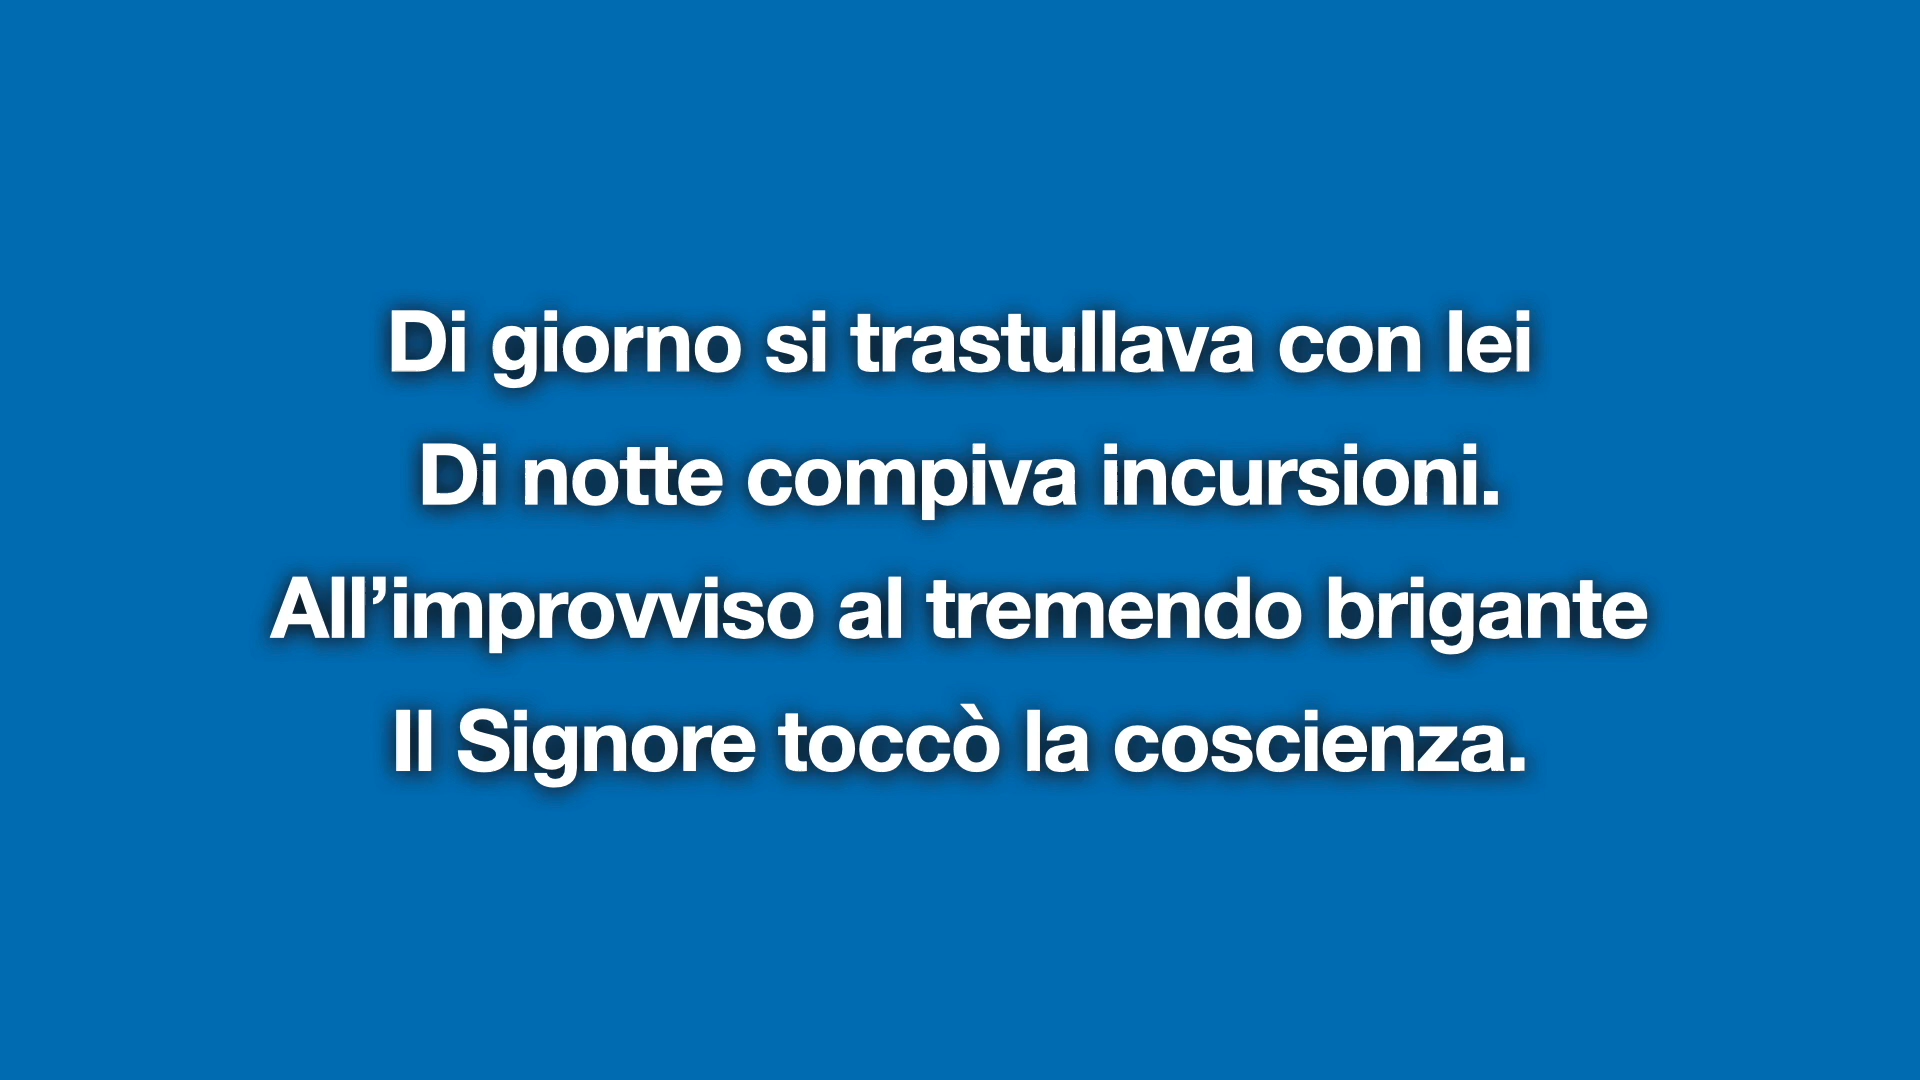 Di giorno si trastullava con lei
Di notte compiva incursioni.
All’improvviso al tremendo brigante
Il Signore toccò la coscienza.